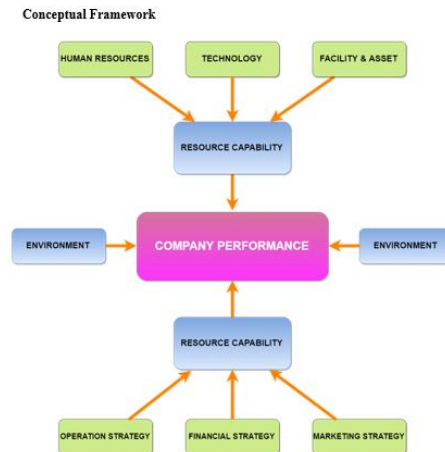 Conceptual Framework
HUMAN RESOURCES
TECHNOLOGY
FACILITY & ASSET
RESOURCE CAPABILITY
ENVIRONMENT
COMPANY PERFORMANCE
ENVIRONMENT
RESOURCE CAPABILITY
OPERATION STRATEGY
FINANCIAL STRATEGY
MARKETING STRATEGY